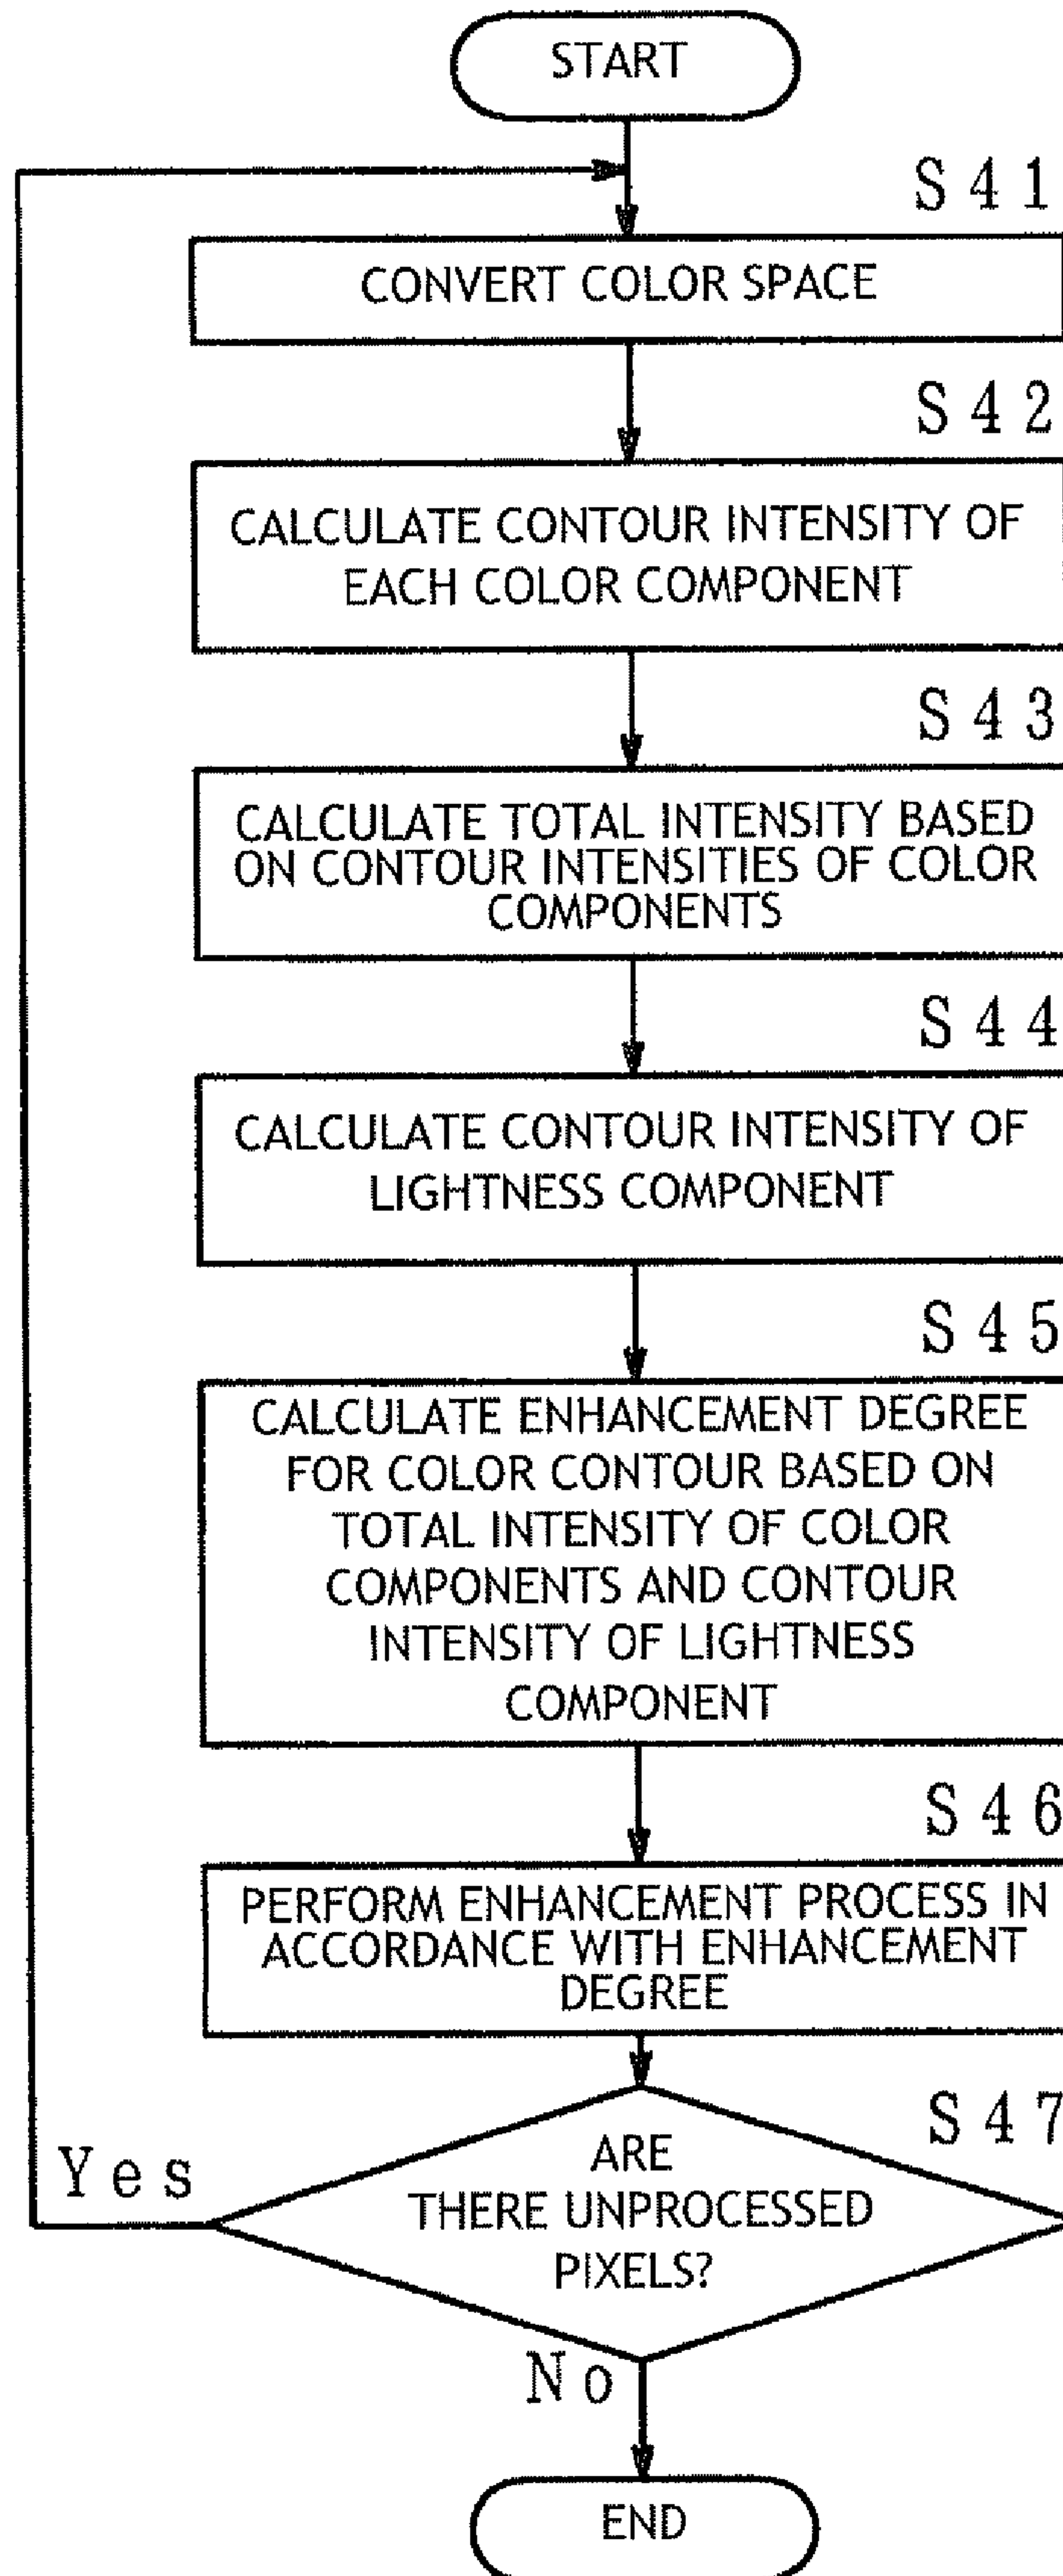 START
S41
CONVERT COLOR SPACE
S42
CALCULATE CONTOUR INTENSITY OF
EACH COLOR COMPONENT
S43
CALCULATE TOTAL INTENSITY BASED
ON CONTOUR INTENSITIES OF COLOR
COMPONENTS
S44
CALCULATE CONTOUR INTENSITY OF
LIGHTNESS COMPONENT
S45
CALCULATE ENHANCEMENT DEGREE
FOR COLOR CONTOUR BASED ON
TOTAL INTENSITY OF COLOR
COMPONENTS AND CONTOUR
INTENSITY OF LIGHTNESS
COMPONENT
S46
PERFORM ENHANCEMENT PROCESS IN
ACCORDANCE WITH ENHANCEMENT
DEGREE
S47
ARE
THERE UNPROCESSED
PIXELS?
Yes
No
END